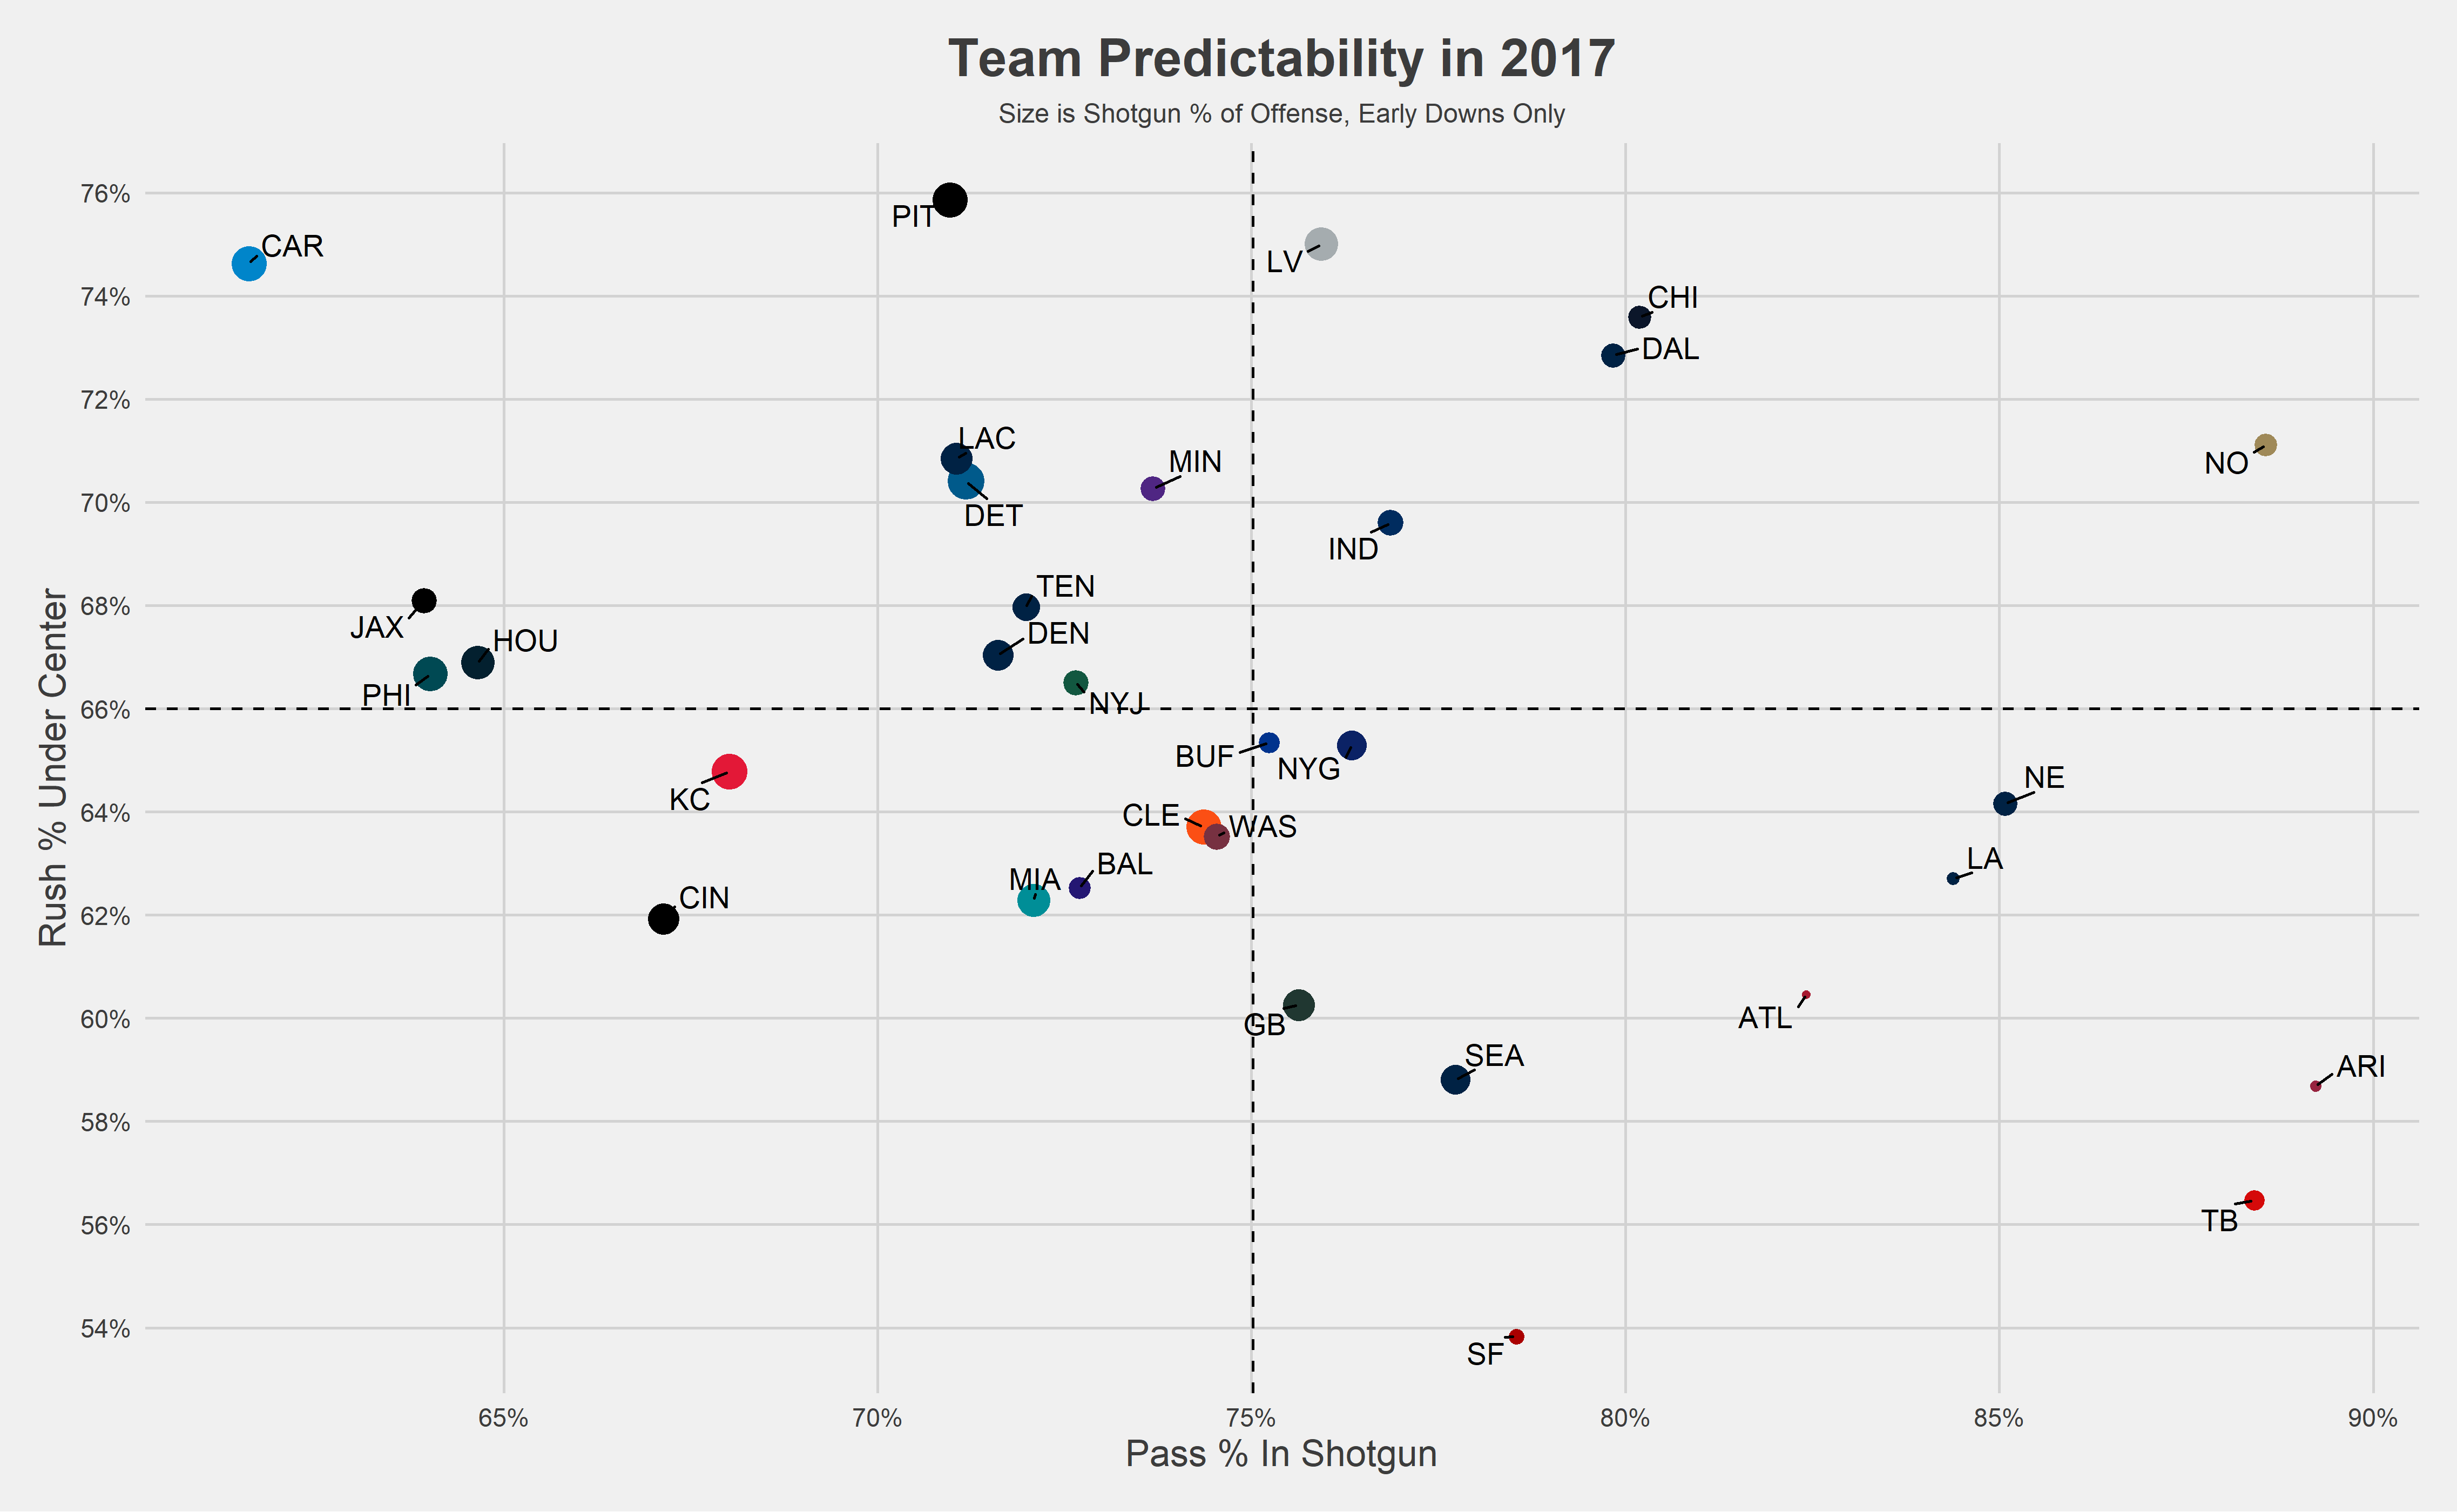 Team Predictability in 2017
Size is Shotgun % of Offense, Early Downs Only
76%
PIT
CAR
LV
74%
CHI
DAL
72%
LAC
MIN
NO
70%
DET
IND
TEN
68%
JAX
DEN
HOU
PHI
NYJ
66%
BUF
NYG
NE
KC
64%
CLE
WAS
LA
BAL
MIA
CIN
62%
60%
GB
ATL
SEA
ARI
58%
56%
TB
54%
SF
Rush % Under Center
65%
70%
75%
80%
85%
90%
Pass % In Shotgun